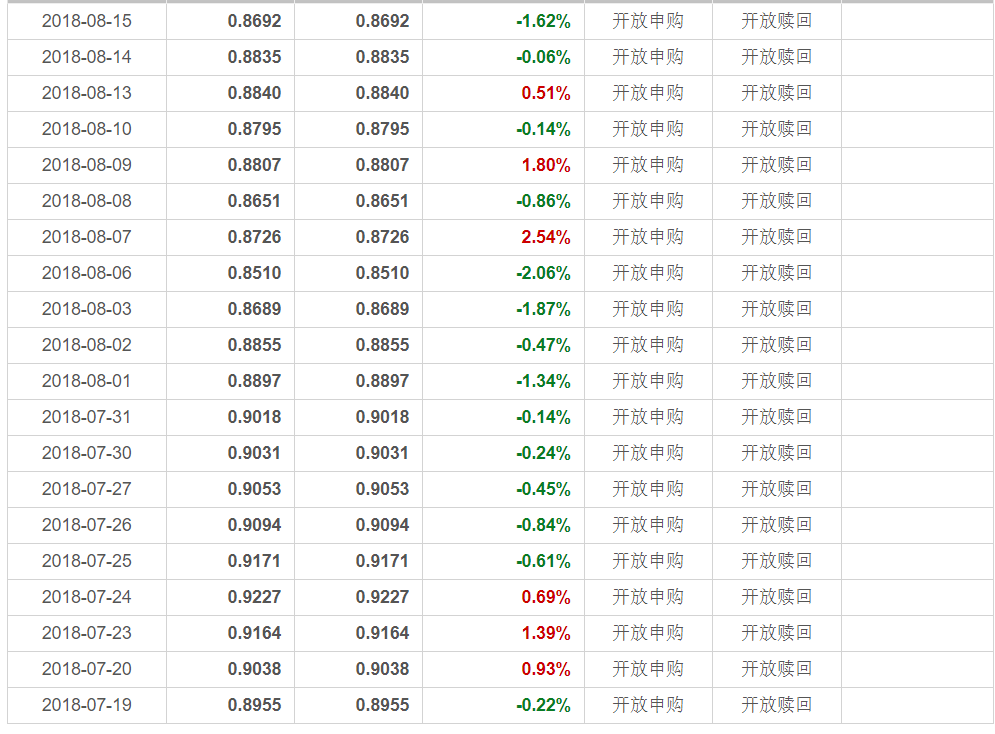 2018-08-15 0.8692 0.8692 -1.62% 开放申购 开放赎回
2018-08-14 0.8835 0.8835 -0.06% 开放申购 开放赎回
2018-08-13 0.8840 0.8840 0.51% 开放申购 开放赎回
2018-08-10 0.8795 0.8795 -0.14% 开放申购 开放赎回
2018-08-09 0.8807 0.8807 1.80% 开放申购 开放赎回
2018-08-08 0.8651 0.8651 -0.86% 开放申购 开放赎回
2018-08-07 0.8726 0.8726 2.54% 开放申购 开放赎回
2018-08-06 0.8510 0.8510 -2.06% 开放申购 开放赎回
2018-08-03 0.8689 0.8689 -1.87% 开放申购 开放赎回
2018-08-02 0.8855 0.8855 -0.47% 开放申购 开放赎回
2018-08-01 0.8897 0.8897 -1.34% 开放申购 开放赎回
2018-07-31 0.9018 0.9018 -0.14% 开放申购 开放赎回
2018-07-30 0.9031 0.9031 -0.24% 开放申购 开放赎回
2018-07-27 0.9053 0.9053 -0.45% 开放申购 开放赎回
2018-07-26 0.9094 0.9094 -0.84% 开放申购 开放赎回
2018-07-25 0.9171 0.9171 -0.61% 开放申购 开放赎回
2018-07-24 0.9227 0.9227 0.69% 开放申购 开放赎回
2018-07-23 0.9164 0.9164 1.39% 开放申购 开放赎回
2018-07-20 0.9038 0.9038 0.93% 开放申购 开放赎回
2018-07-19 0.8955 0.8955 -0.22% 开放申购 开放赎回